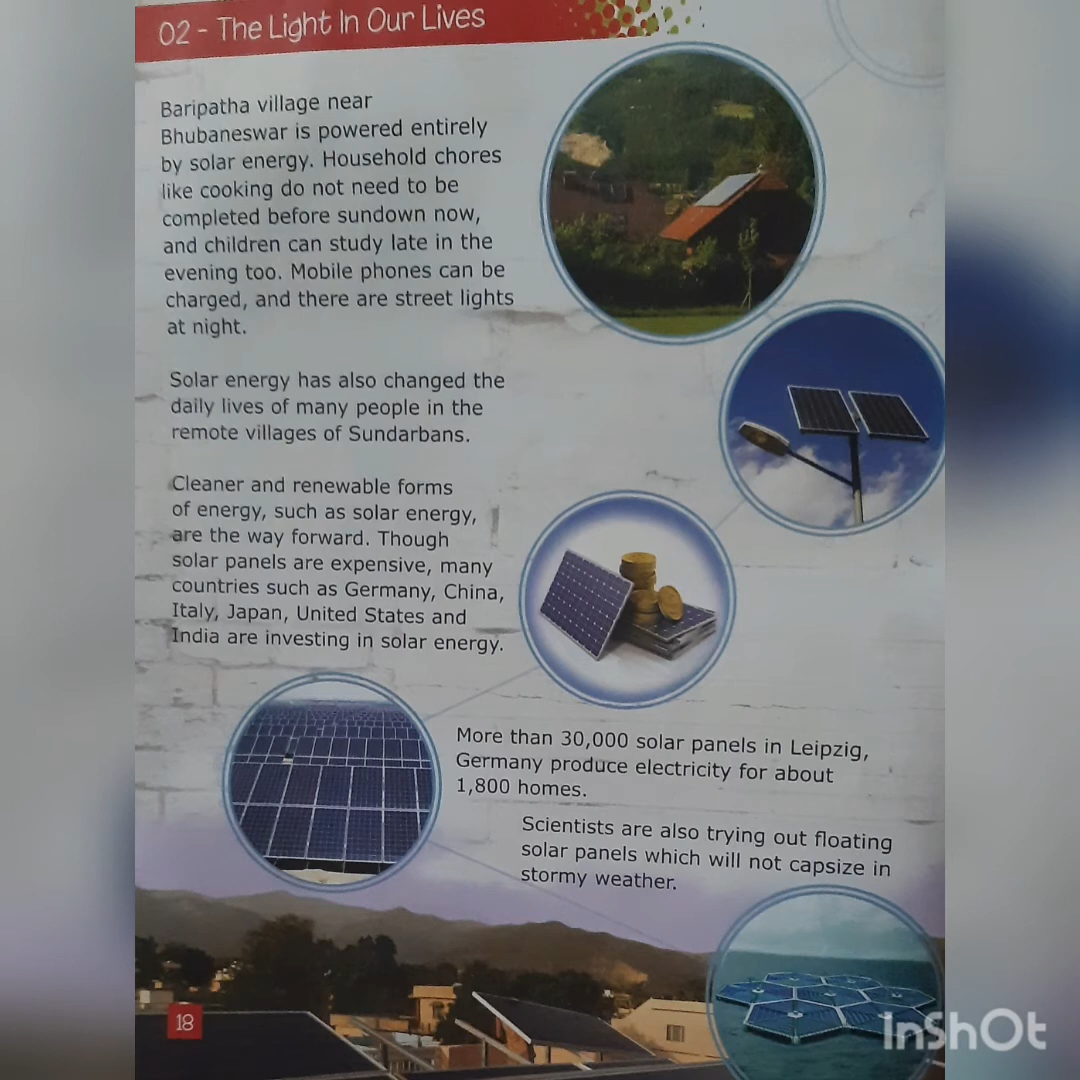 02 - The Light In Our Lives
Baripatha village near
Bhubaneswar is powered entirely
by solar energy. Household chores
like cooking do not need to be
completed before sundown now,
and children can study late in the
evening too. Mobile phones can be
charged, and there are street lights
at night.
Solar energy has also changed the
daily lives of many people in the
remote villages of Sundarbans.
Cleaner and renewable forms
of energy, such as solar energy,
are the way forward. Though
solar panels are expensive, many
countries such as Germany, China,
Italy, Japan, United States and
India are investing in solar energy.
More than 30,000 solar panels in Leipzig,
Germany produce electricity for about
1,800 homes.
Scientists are also trying out floating
solar panels which will not capsize in
stormy weather.
18
InShOt